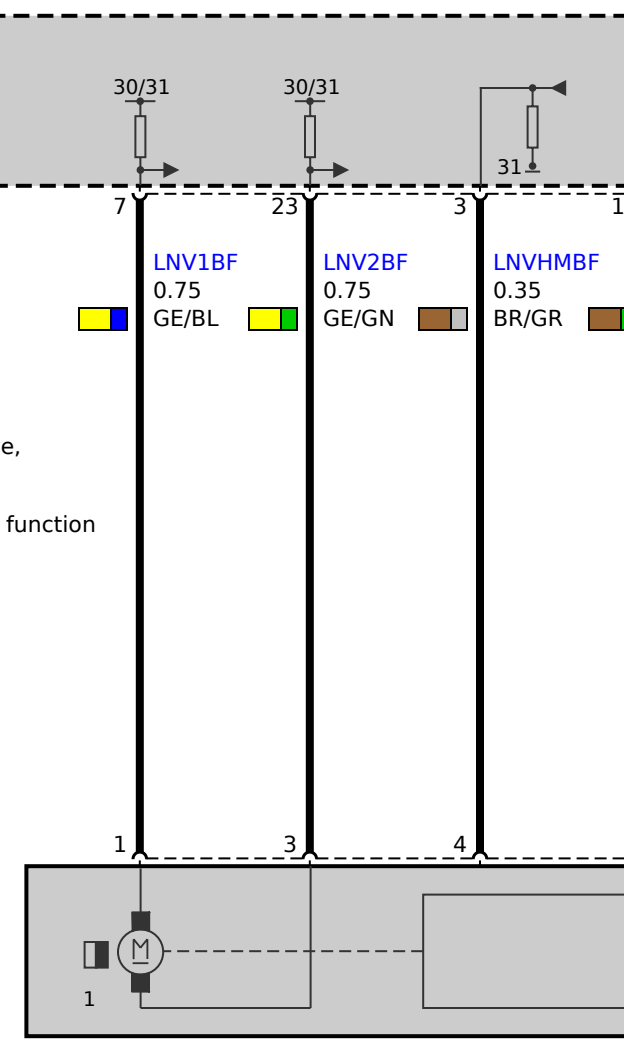 30/31 30/31
31
7 23 3 1
LNV1BF LNV2BF LNVHMBF
0.75 0.75 0.35
GE/BL GE/GN BR/GR
e,
function
1 3 4
M
1